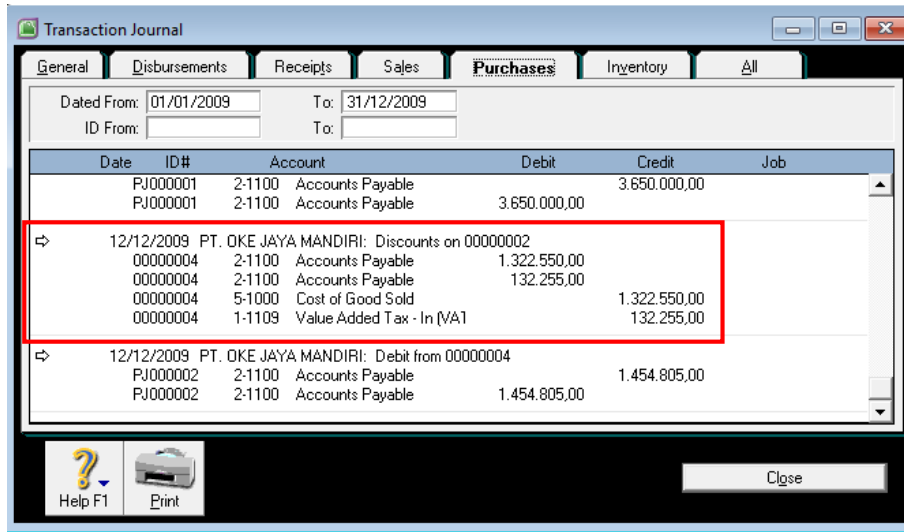 Transaction Journal
General Disbursements Receipts Sales Purchases Inventory All
Dated From: 01/01/2009 To: 31/12/2009
ID From: To:
Date ID# Account Debit Credit Job
PJ000001 2-1100 Accounts Payable 3.650.000,00
PJ000001 2-1100 Accounts Payable 3.650.000,00
12/12/2009 PT. OKE JAYA MANDIRI: Discounts on 00000002
00000004 2-1100 Accounts Payable 1.322.550,00
00000004 2-1100 Accounts Payable 132.255,00
00000004 5-1000 Cost of Good Sold 1.322.550,00
00000004 1-1109 Value Added Tax - In (VAT 132.255,00
12/12/2009 PT. OKE JAYA MANDIRI: Debit from 00000004
PJ000002 2-1100 Accounts Payable 1.454.805,00
PJ000002 2-1100 Accounts Payable 1.454.805,00
Help F1 Print Close